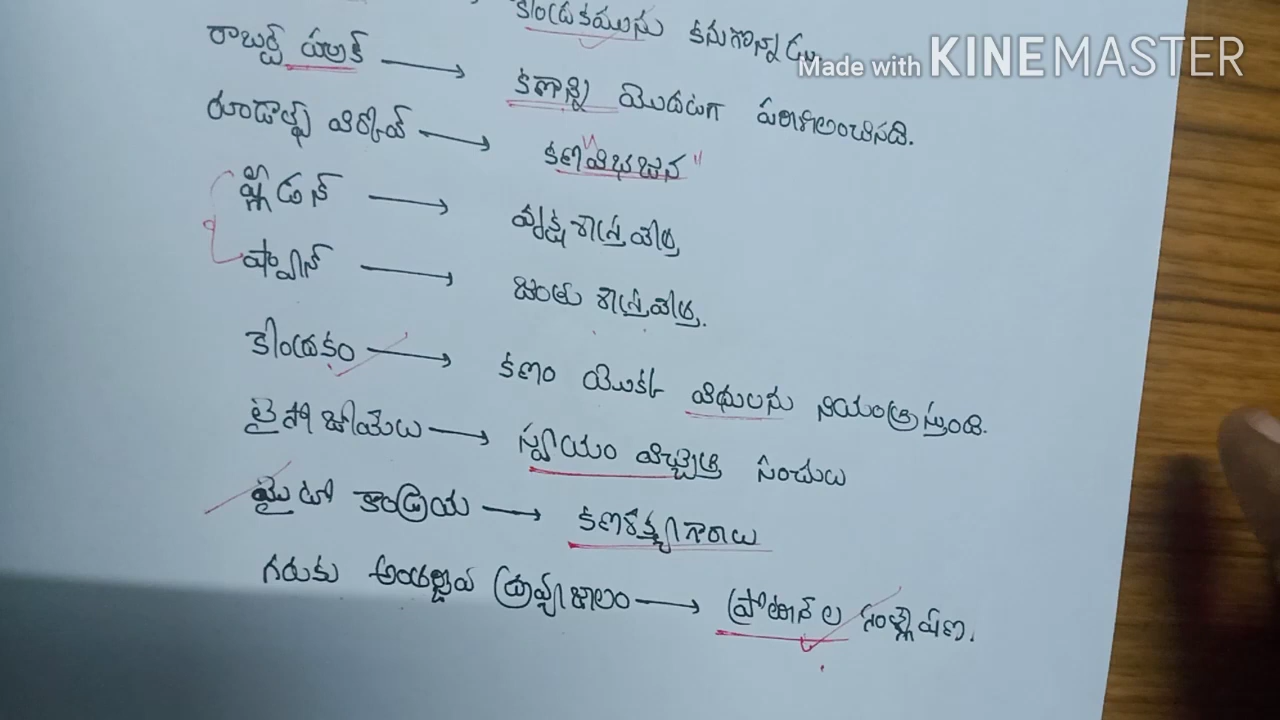 కేంద్రకమును కనుగొన్నాడు
Made with KINEMASTER
రాబర్ట్ హుక్ → కణాన్ని మొదటగా పరిశీలించినది.
రుడాల్ఫ్ విర్కోవ్ → కణ "విభజన"
ష్లీడన్ → వృక్ష శాస్త్రవేత్త
ష్వాన్ → జంతు శాస్త్రవేత్త.
కేంద్రకం → కణం యొక్క విధులను నియంత్రిస్తుంది.
లైసోజోములు → స్వయం విచ్ఛిత్తి సంచులు
మైటో కాండ్రియ → కణశక్త్యాగారాలు
గరుకు అంతర్జీవ ద్రవ్యజాలం → ప్రోటీన్ ల సంశ్లేషణ.